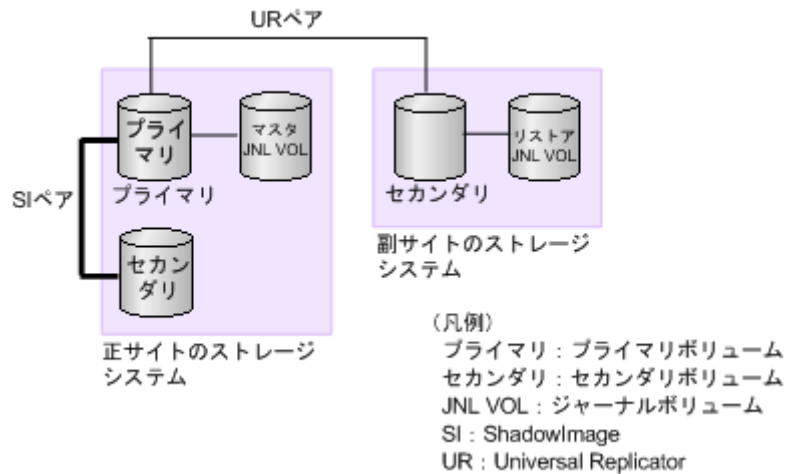 URペア
プライ
マリ
マスタ
JNL VOL
リストア
JNL VOL
SIペア
プライマリ
セカンダリ
セカン
ダリ
副サイトのストレージ
システム
正サイトのストレージ
システム
（凡例）
プライマリ：プライマリボリューム
セカンダリ：セカンダリボリューム
JNL VOL：ジャーナルボリューム
SI：ShadowImage
UR：Universal Replicator